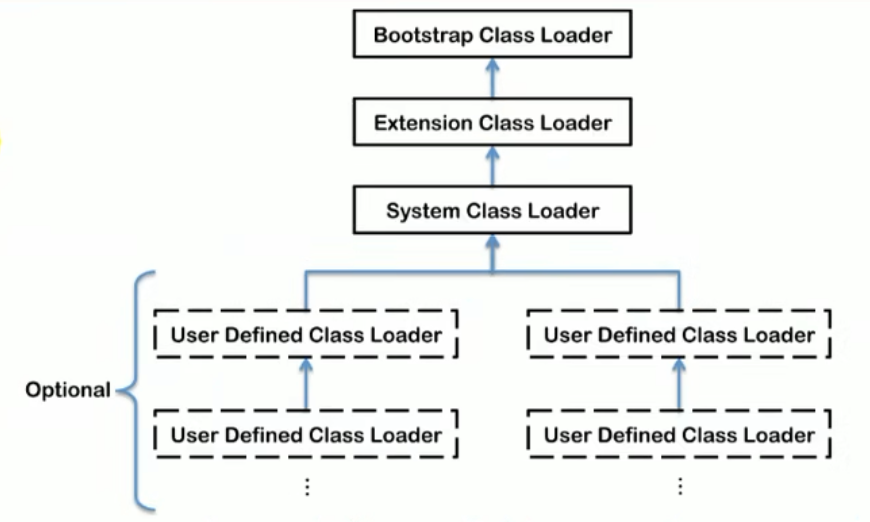 Bootstrap Class Loader
Extension Class Loader
System Class Loader
User Defined Class Loader
User Defined Class Loader
Optional
User Defined Class Loader
User Defined Class Loader